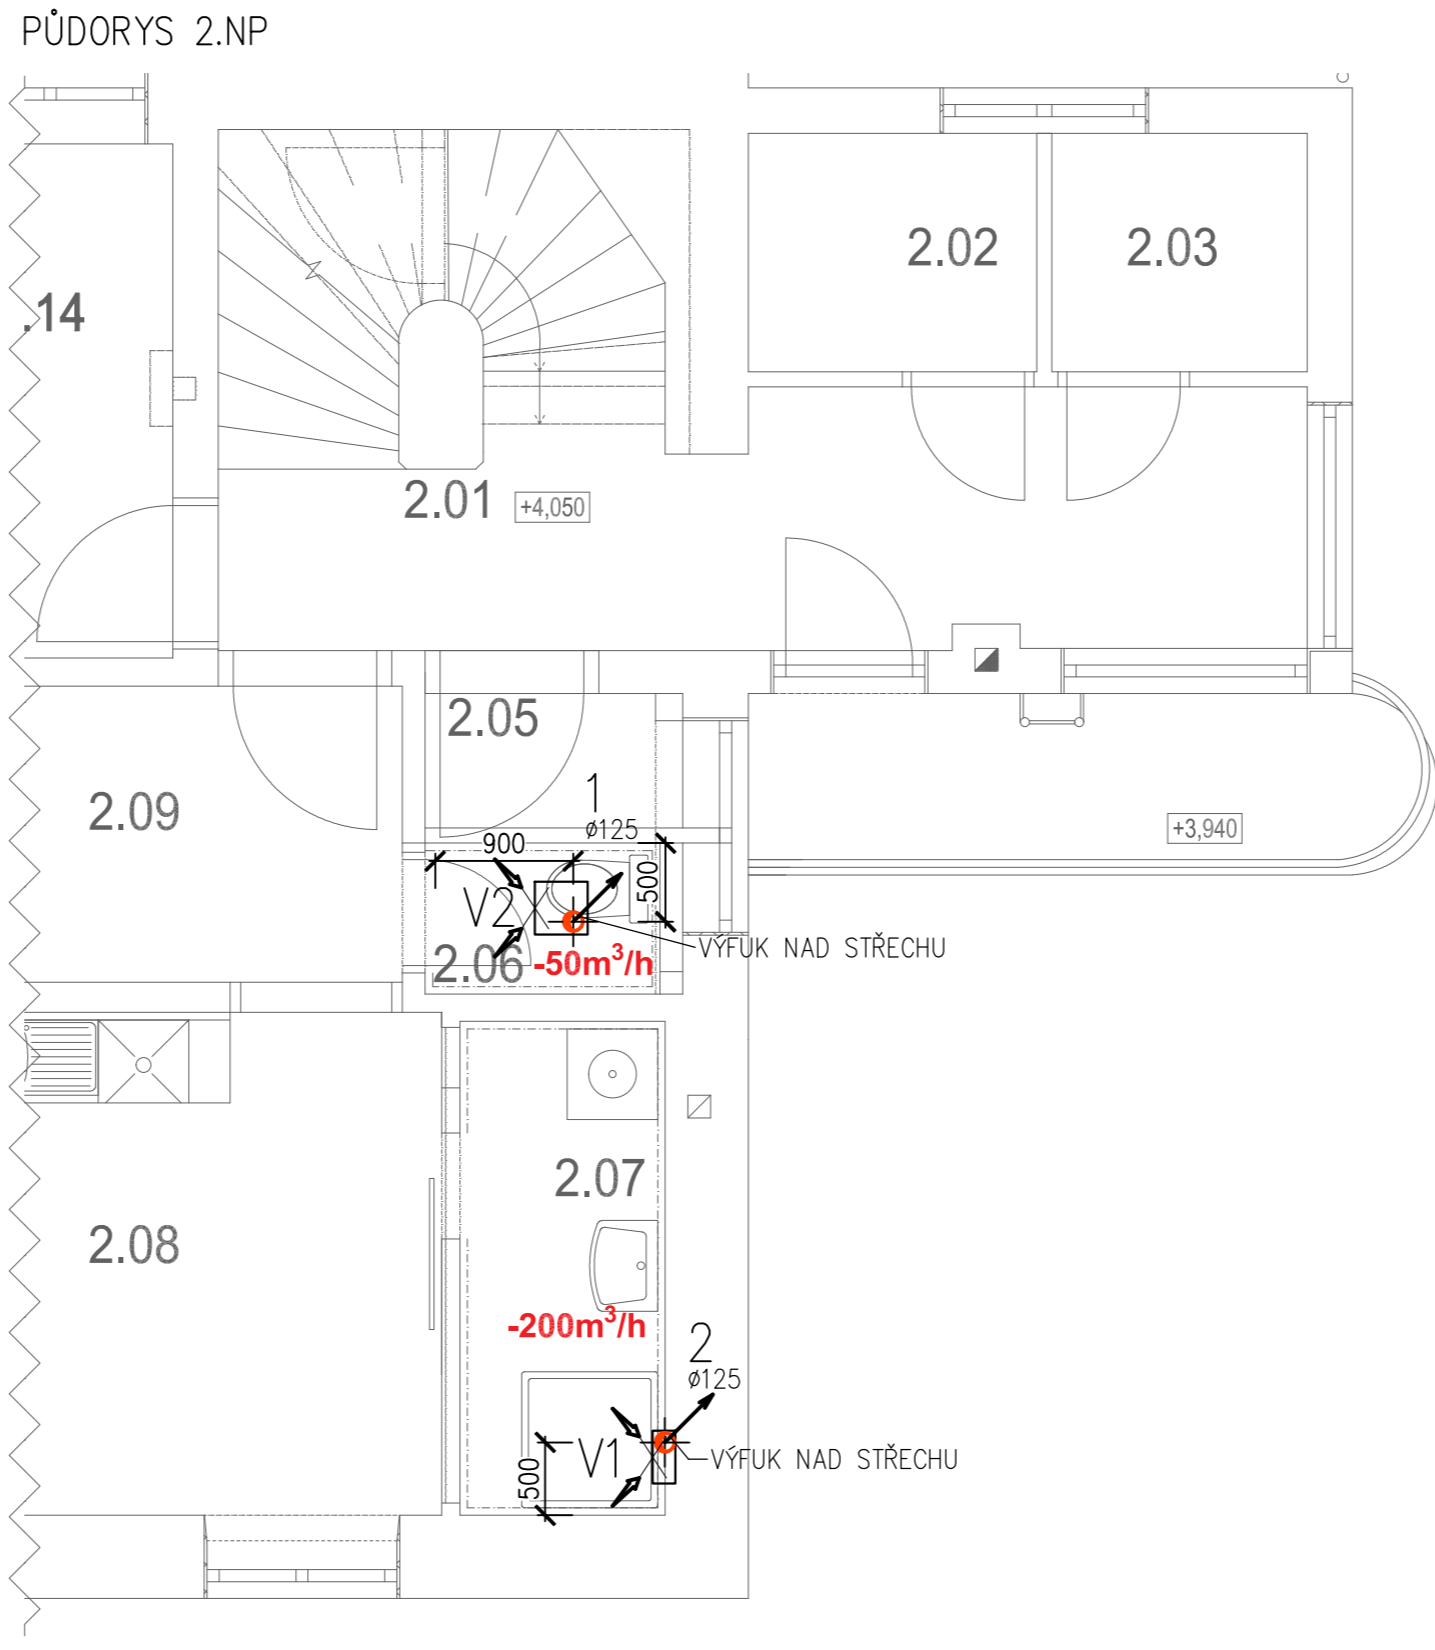 PŮDORYS 2.NP
2.02
2.03
.14
2.01
+4,050
2.05
1
ø125
2.09
+3,940
900
500
V2
VÝFUK NAD STŘECHU
2.06
-50m³/h
2.07
2.08
-200m³/h
2
ø125
V1
500
VÝFUK NAD STŘECHU